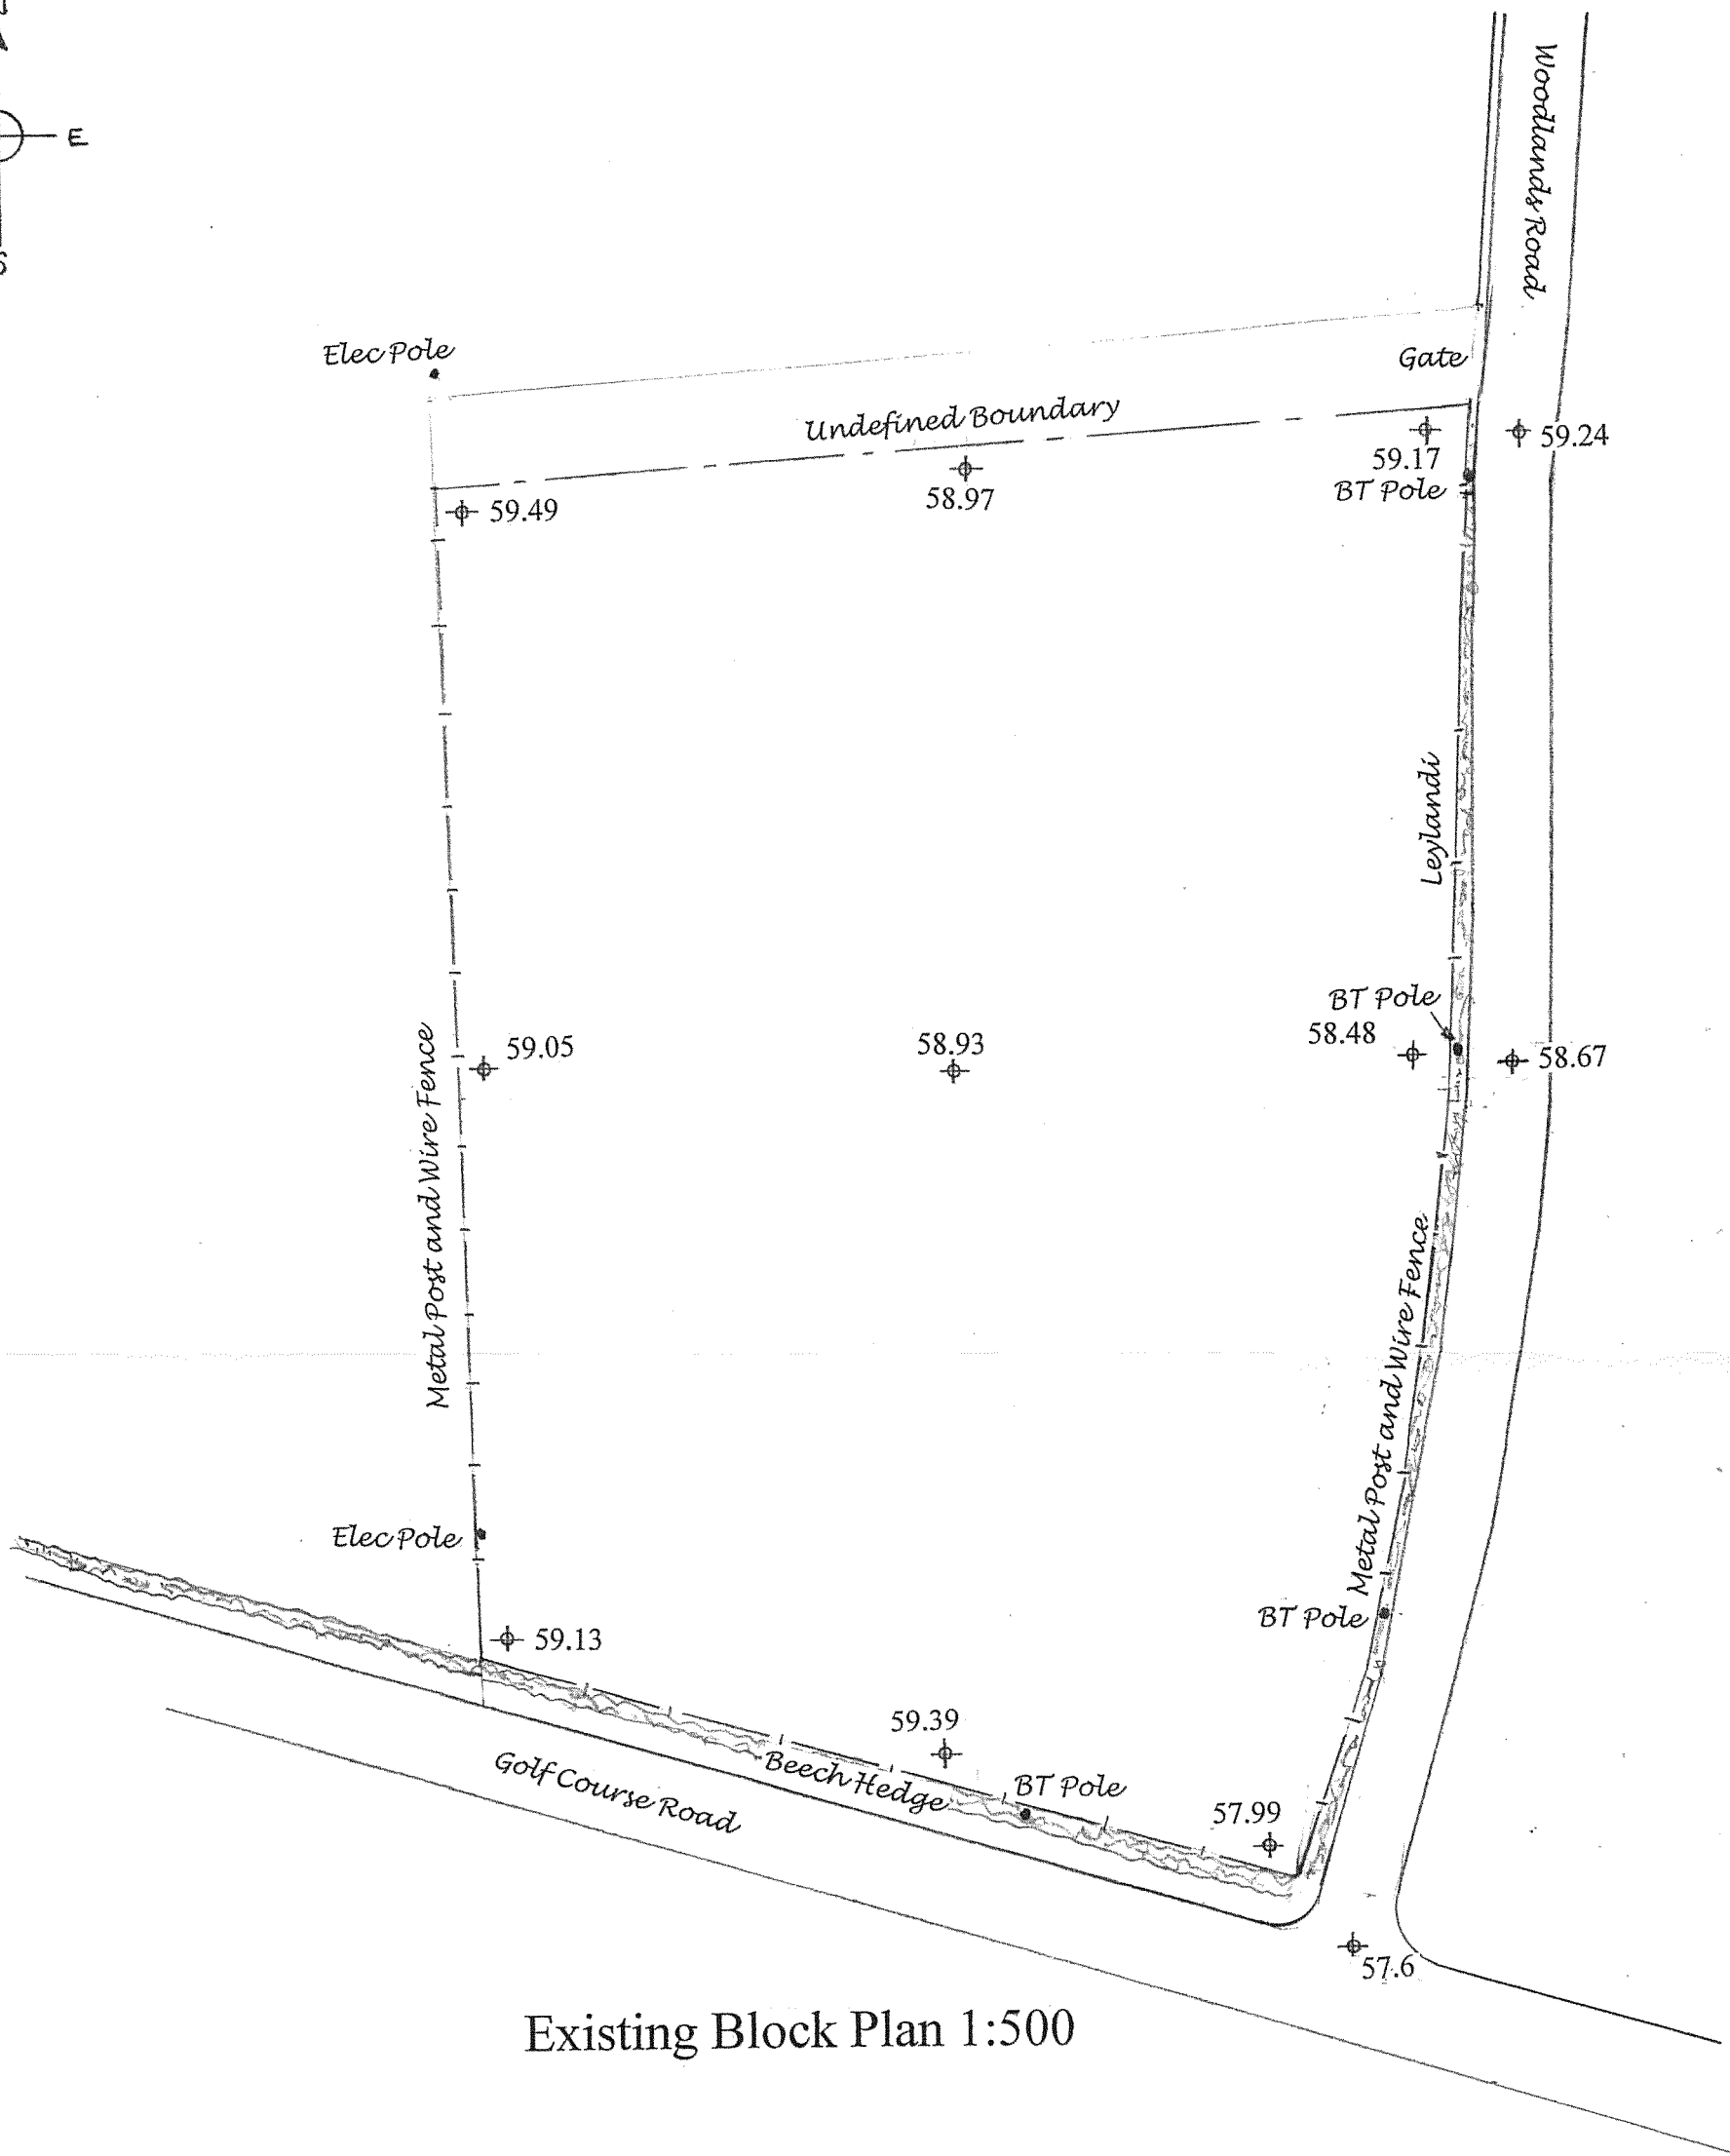 E
Woodlands Road
Elec Pole
Gate
Undefined Boundary
59.24
59.17
BT Pole
58.97
59.49
Leylandi
BT Pole
58.48
58.67
59.05
58.93
Metal Post and Wire Fence
Metal Post and Wire Fence
Elec Pole
BT Pole
59.13
59.39
Beech Hedge
BT Pole
57.99
Golf Course Road
57.6
Existing Block Plan 1:500